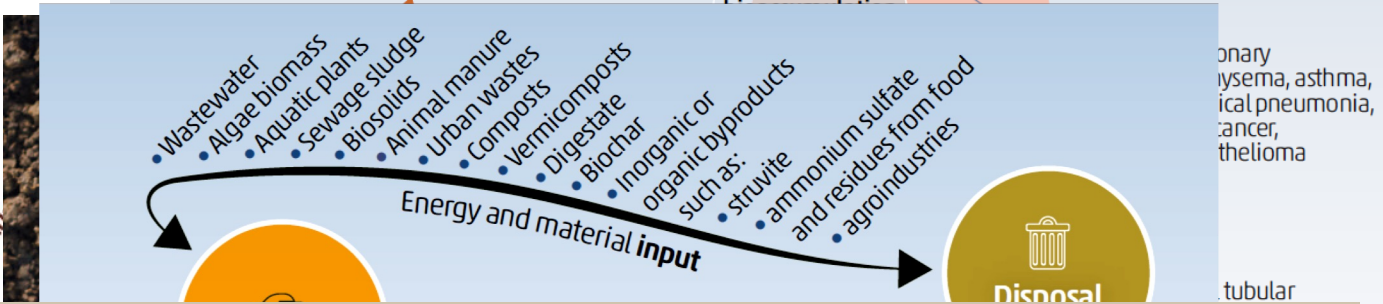 Wastewater
Algae biomass
Aquatic plants
Sewage sludge
Biosolids
Animal manure
Urban wastes
Composts
Vermicomposts
Digestate
Biochar
Inorganic or
organic byproducts
such as:
struvite
ammonium sulfate
and residues from food
agroindustries
Energy and material input
Disposal
onary
ysema, asthma,
ical pneumonia,
cancer,
thelioma
tubular